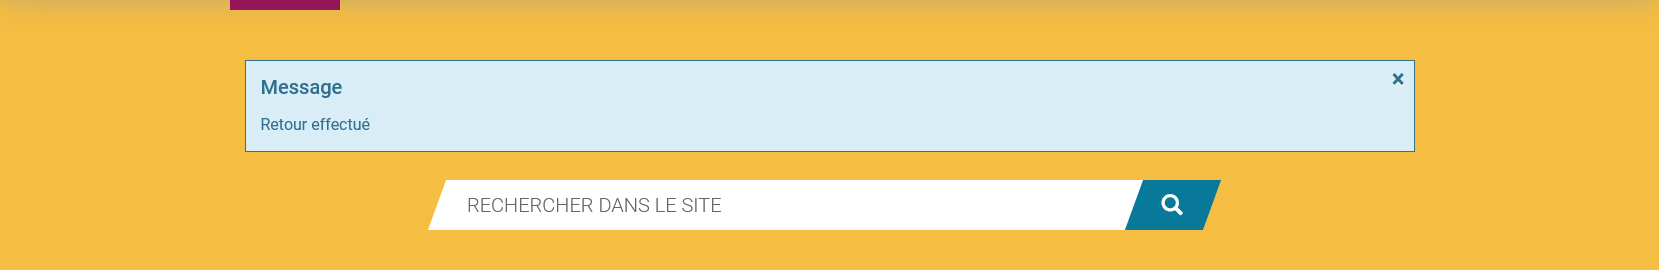 Message
×
Retour effectué
RECHERCHER DANS LE SITE